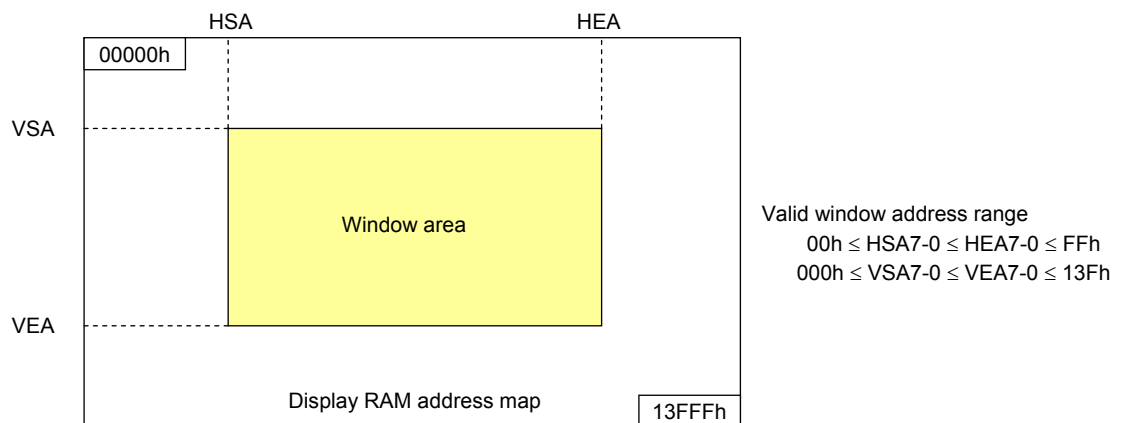 HSA HEA
00000h
VSA
Window area
Valid window address range
00h ≤ HSA7-0 ≤ HEA7-0 ≤ FFh
000h ≤ VSA7-0 ≤ VEA7-0 ≤ 13Fh
VEA
Display RAM address map
13FFFh